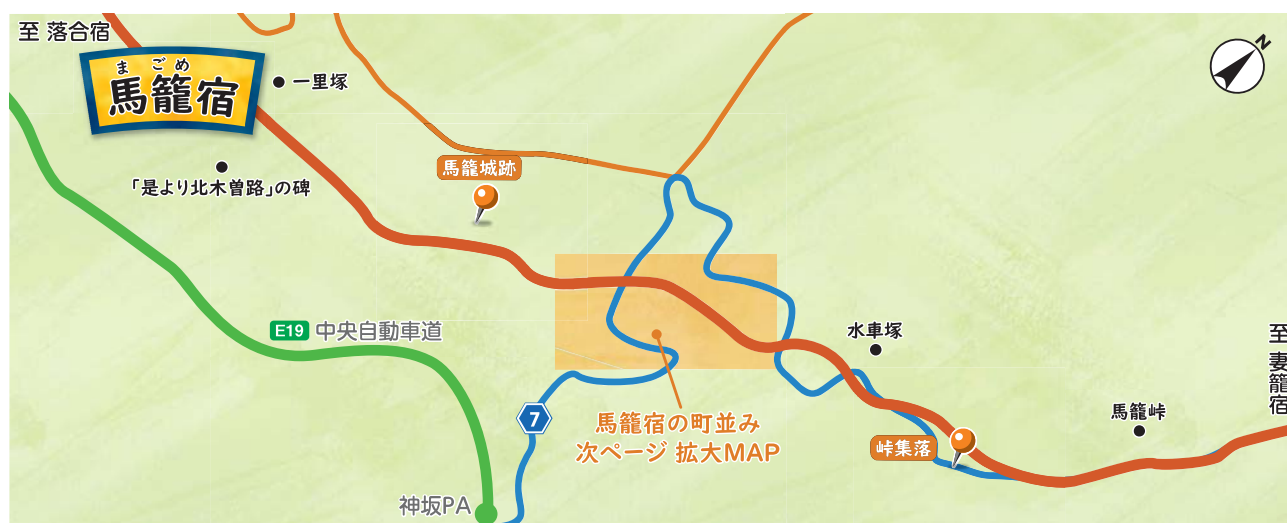 至 落合宿
まごめ
馬籠宿
一里塚
「是より北木曽路」の碑
馬籠城跡
N
E19 中央自動車道
水車塚
至 妻籠宿
馬籠峠
7
馬籠宿の町並み
次ページ 拡大MAP
峠集落
神坂PA